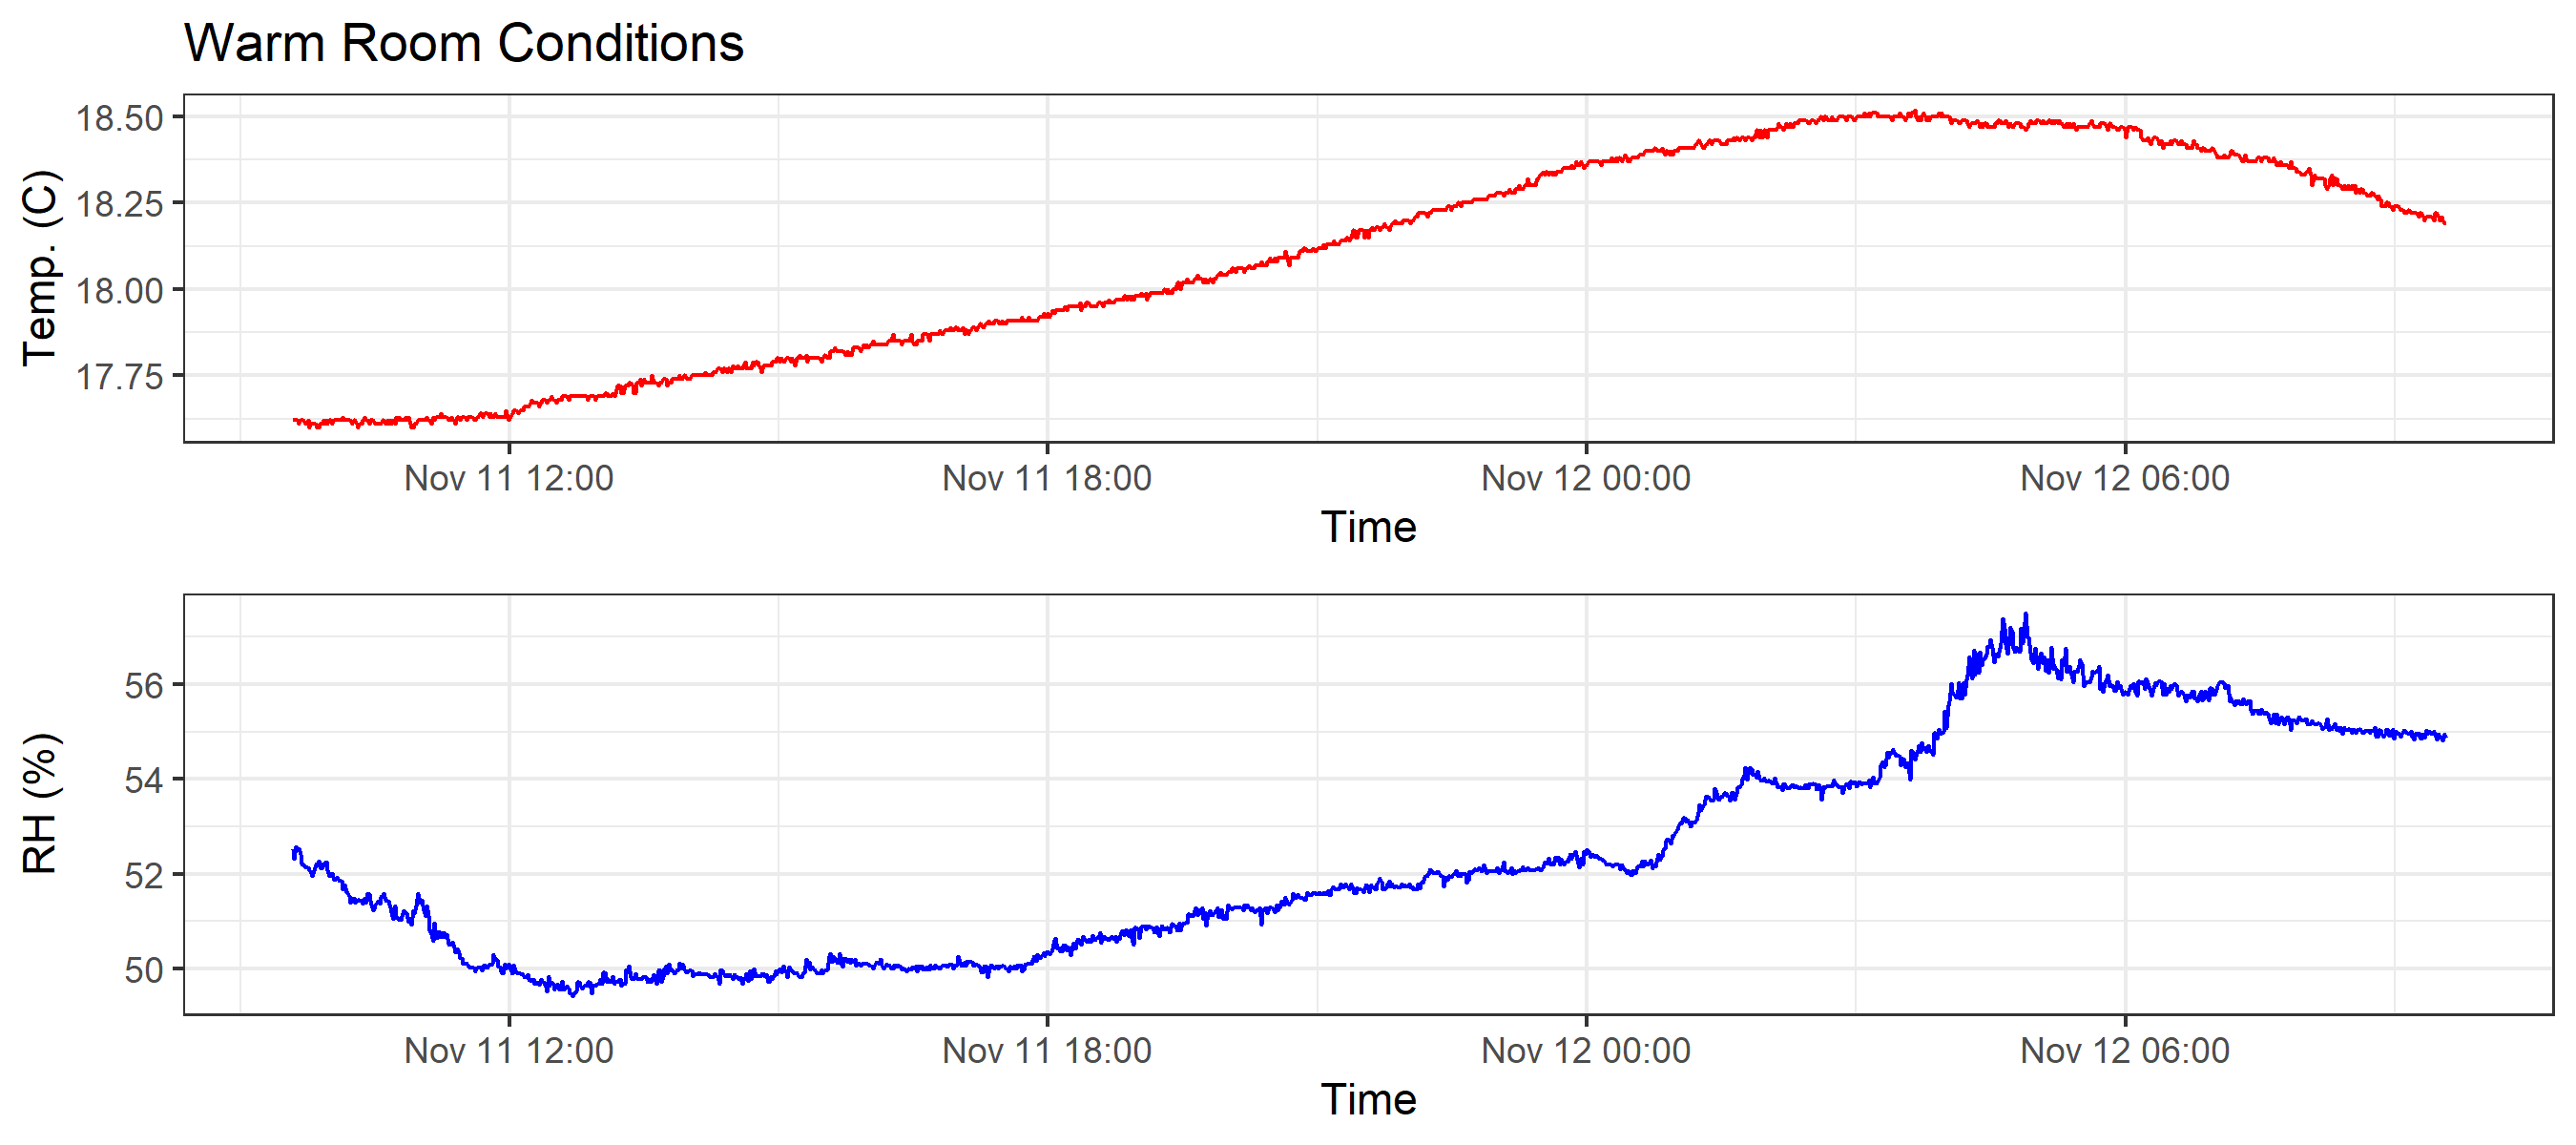 Warm Room Conditions
Temp. (C)
18.50
18.25
18.00
17.75
Nov 11 12:00 Nov 11 18:00 Nov 12 00:00 Nov 12 06:00
Time
RH (%)
56
54
52
50
Nov 11 12:00 Nov 11 18:00 Nov 12 00:00 Nov 12 06:00
Time